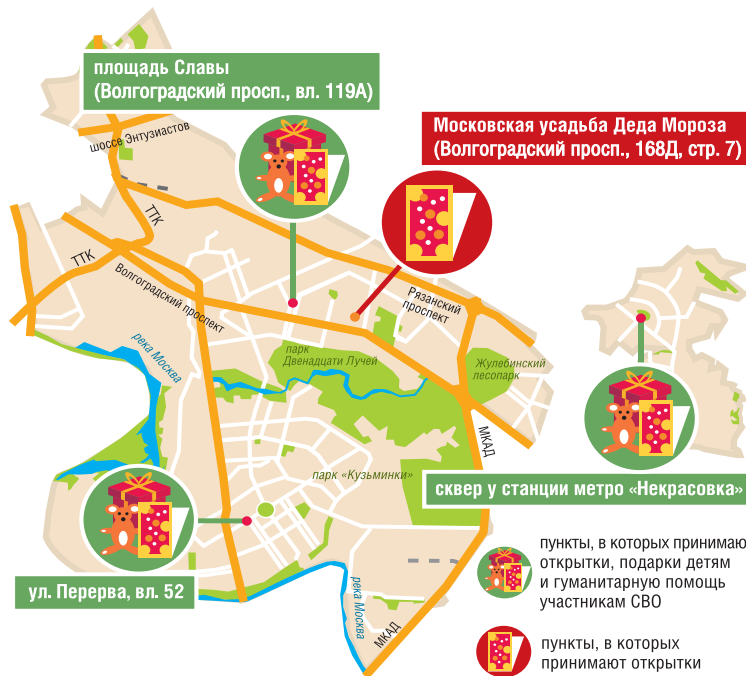 площадь Славы
(Волгоградский просп., вл. 119А)
шоссе Энтузиастов
Московская усадьба Деда Мороза
(Волгоградский просп., 168Д, стр. 7)
ТТК
ТТК
Волгоградский проспект
Рязанский
проспект
река Москва
парк
Двенадцати Лучей
Жулебинский
лесопарк
МКАД
парк «Кузьминки»
сквер у станции метро «Некрасовка»
ул. Перерва, вл. 52
река Москва
МКАД
пункты, в которых принимаю
открытки, подарки детям
и гуманитарную помощь
участникам СВО
пункты, в которых
принимают открытки